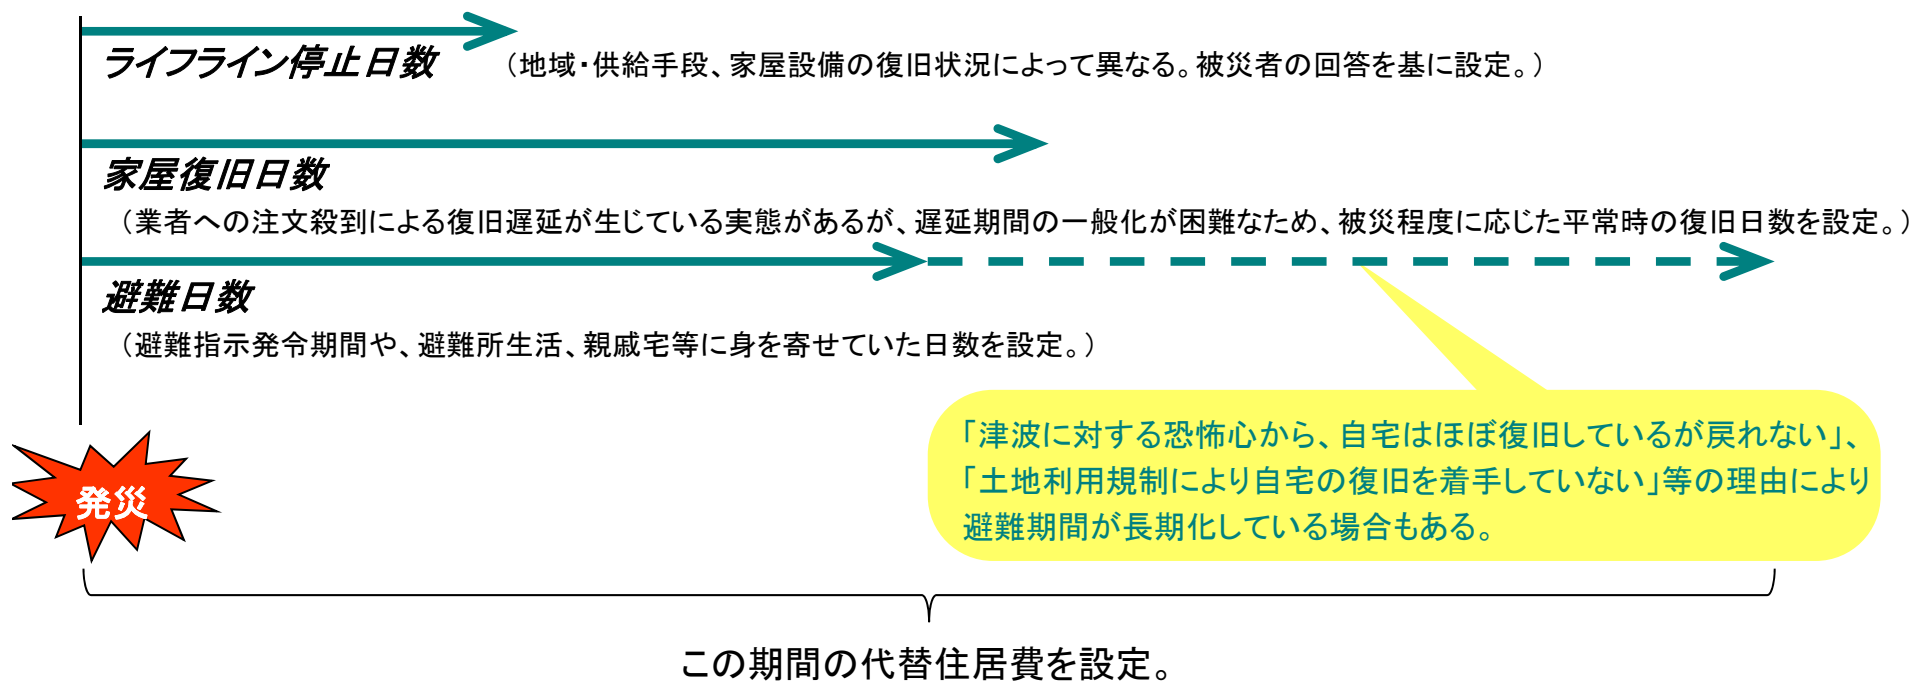 ライフライン停止日数 （地域・供給手段、家屋設備の復旧状況によって異なる。被災者の回答を基に設定。）
家屋復旧日数
（業者への注文殺到による復旧遅延が生じている実態があるが、遅延期間の一般化が困難なため、被災程度に応じた平常時の復旧日数を設定。）
避難日数
（避難指示発令期間や、避難所生活、親戚宅等に身を寄せていた日数を設定。）
「津波に対する恐怖心から、自宅はほぼ復旧しているが戻れない」、
「土地利用規制により自宅の復旧を着手していない」等の理由により
避難期間が長期化している場合もある。
発災
この期間の代替住居費を設定。